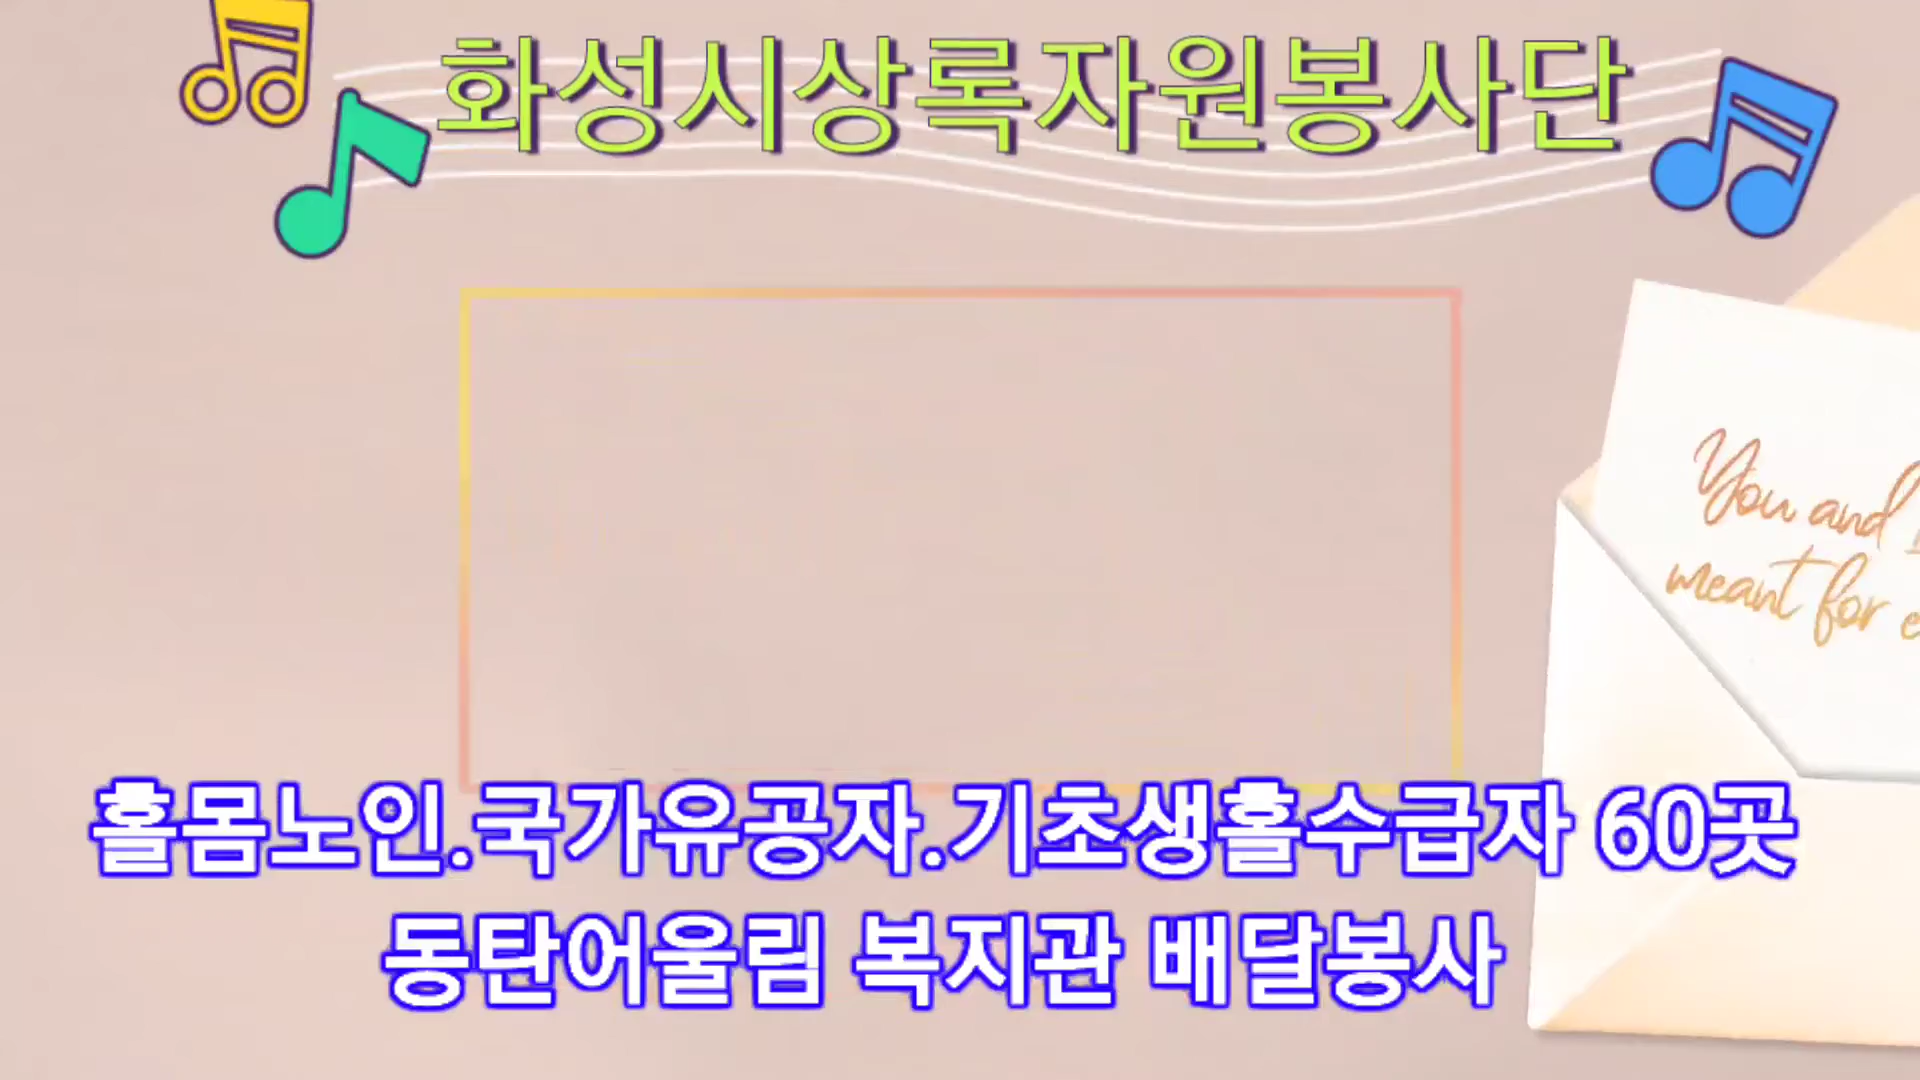 화성시상록자원봉사단
You and
meant for
홀몸노인.국가유공자.기초생홀수급자 60곳
동탄어울림 복지관 배달봉사